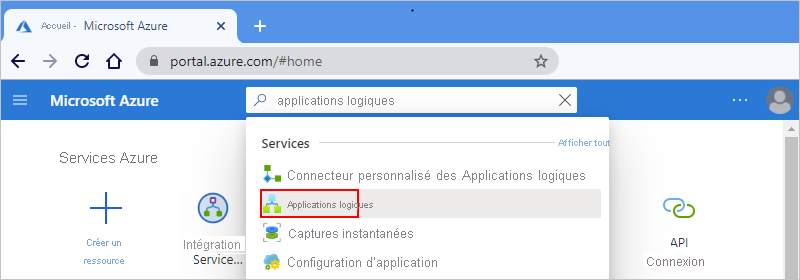 Accueil - Microsoft Azure
portal.azure.com/#home
Microsoft Azure
applications logiques
Services
Afficher tout
Services Azure
Connecteur personnalisé des Applications logiques
Applications logiques
Captures instantanées
Configuration d'application
Créer un
ressource
Intégration
Service...
API
Connexion